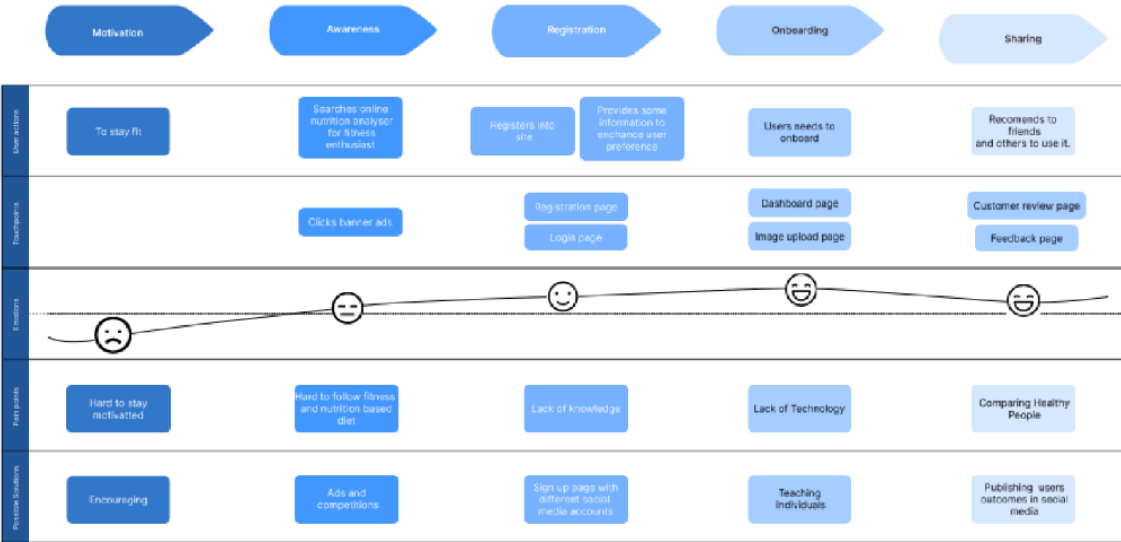 Motivation
Awareness
Registration
Onboarding
Sharing
User actions
To stay fit
Searches online
nutrition analyser
for fitness
enthusiast
Registers into
site
Provides some
information to
enchance user
preference
Users needs to
onboard
Recomends to
friends
and others to use it.
Touchpoints
Clicks banner ads
Registration page
Login page
Dashboard page
Image upload page
Customer review page
Feedback page
Emotions
Pain points
Hard to stay
motivatted
Hard to follow fitness
and nutrition based
diet
Lack of knowledge
Lack of Technology
Comparing Healthy
People
Possible Solutions
Encouraging
Ads and
competitions
Sign up page with
different social
media accounts
Teaching
Individuals
Publishing users
outcomes in social
media